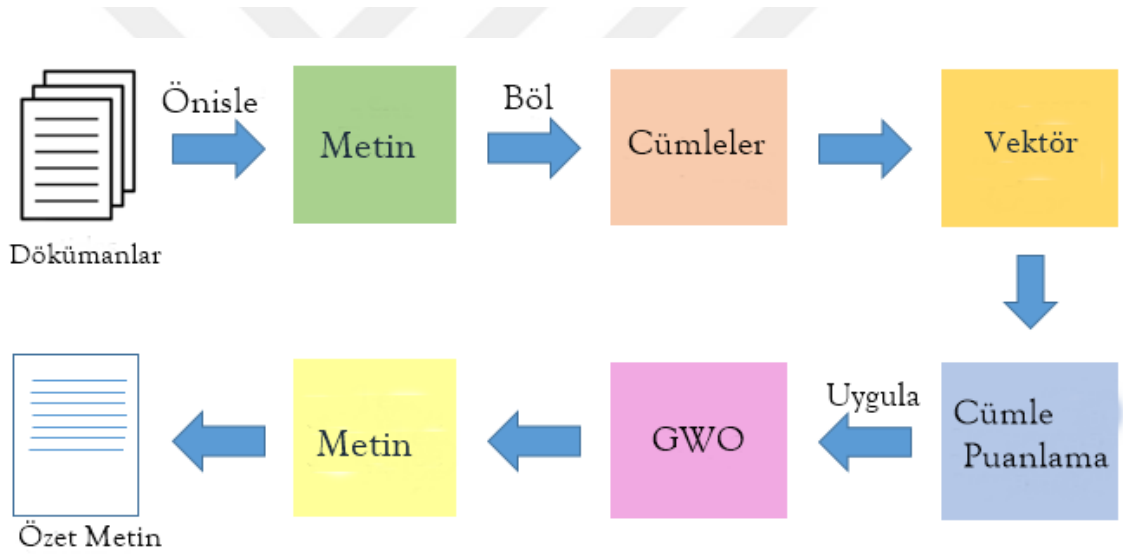 Önisle
Metin
Böl
Cümleler
Vektör
Dökümanlar
Cümle
Puanlama
Uygula
GWO
Metin
Özet Metin